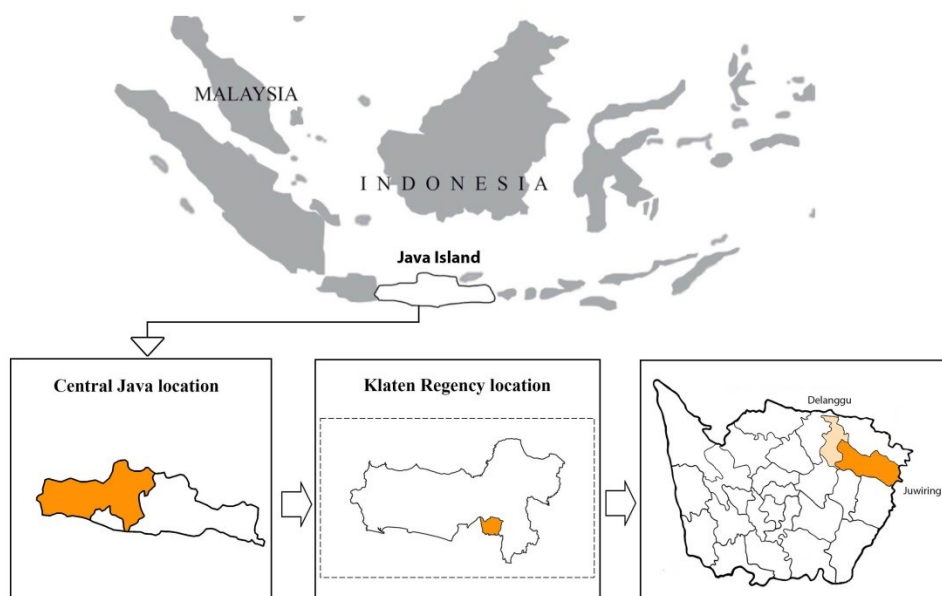 MALAYSIA
I N D O N E S I A
Java Island
Central Java location
Klaten Regency location
Delanggu
Juwiring